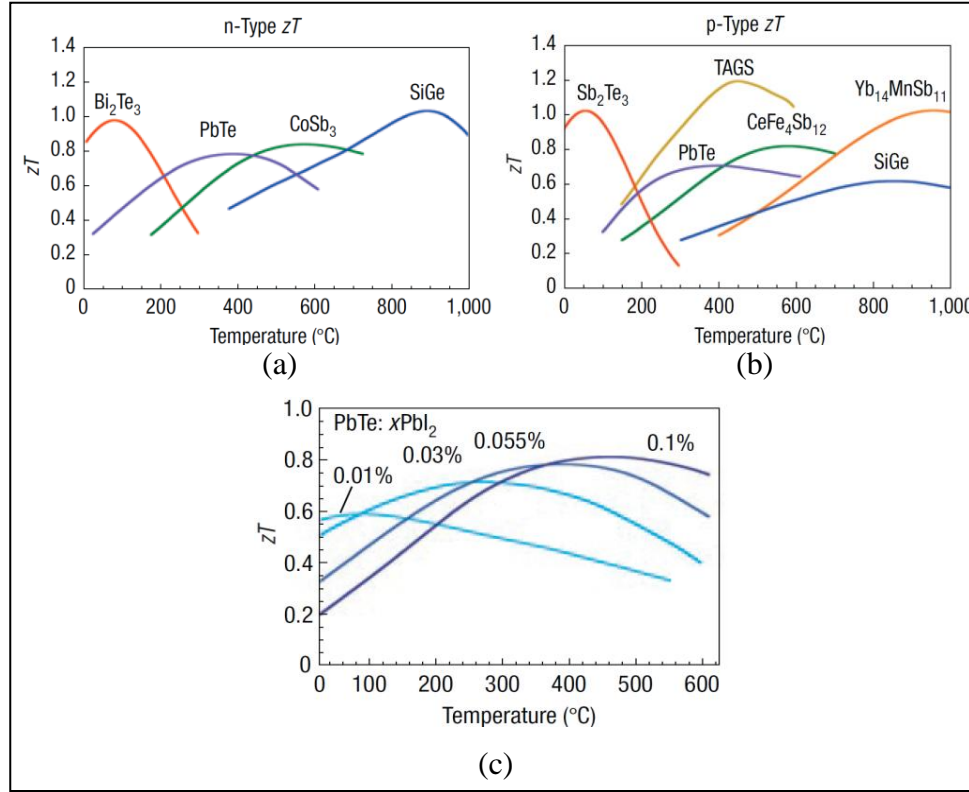 n-Type zT
1.4
1.2
1.0
0.8
0.6
0.4
0.2
0
zT
Bi₂Te₃
PbTe
CoSb₃
SiGe
0
200
400
600
800
1,000
Temperature (°C)
(a)
p-Type zT
1.4
1.2
1.0
0.8
0.6
0.4
0.2
0
zT
Sb₂Te₃
TAGS
PbTe
CeFe₄Sb₁₂
Yb₁₄MnSb₁₁
SiGe
0
200
400
600
800
1,000
Temperature (°C)
(b)
1.0
0.8
0.6
0.4
0.2
0
zT
PbTe: xPbI₂
0.01%
0.03%
0.055%
0.1%
0
100
200
300
400
500
600
Temperature (°C)
(c)